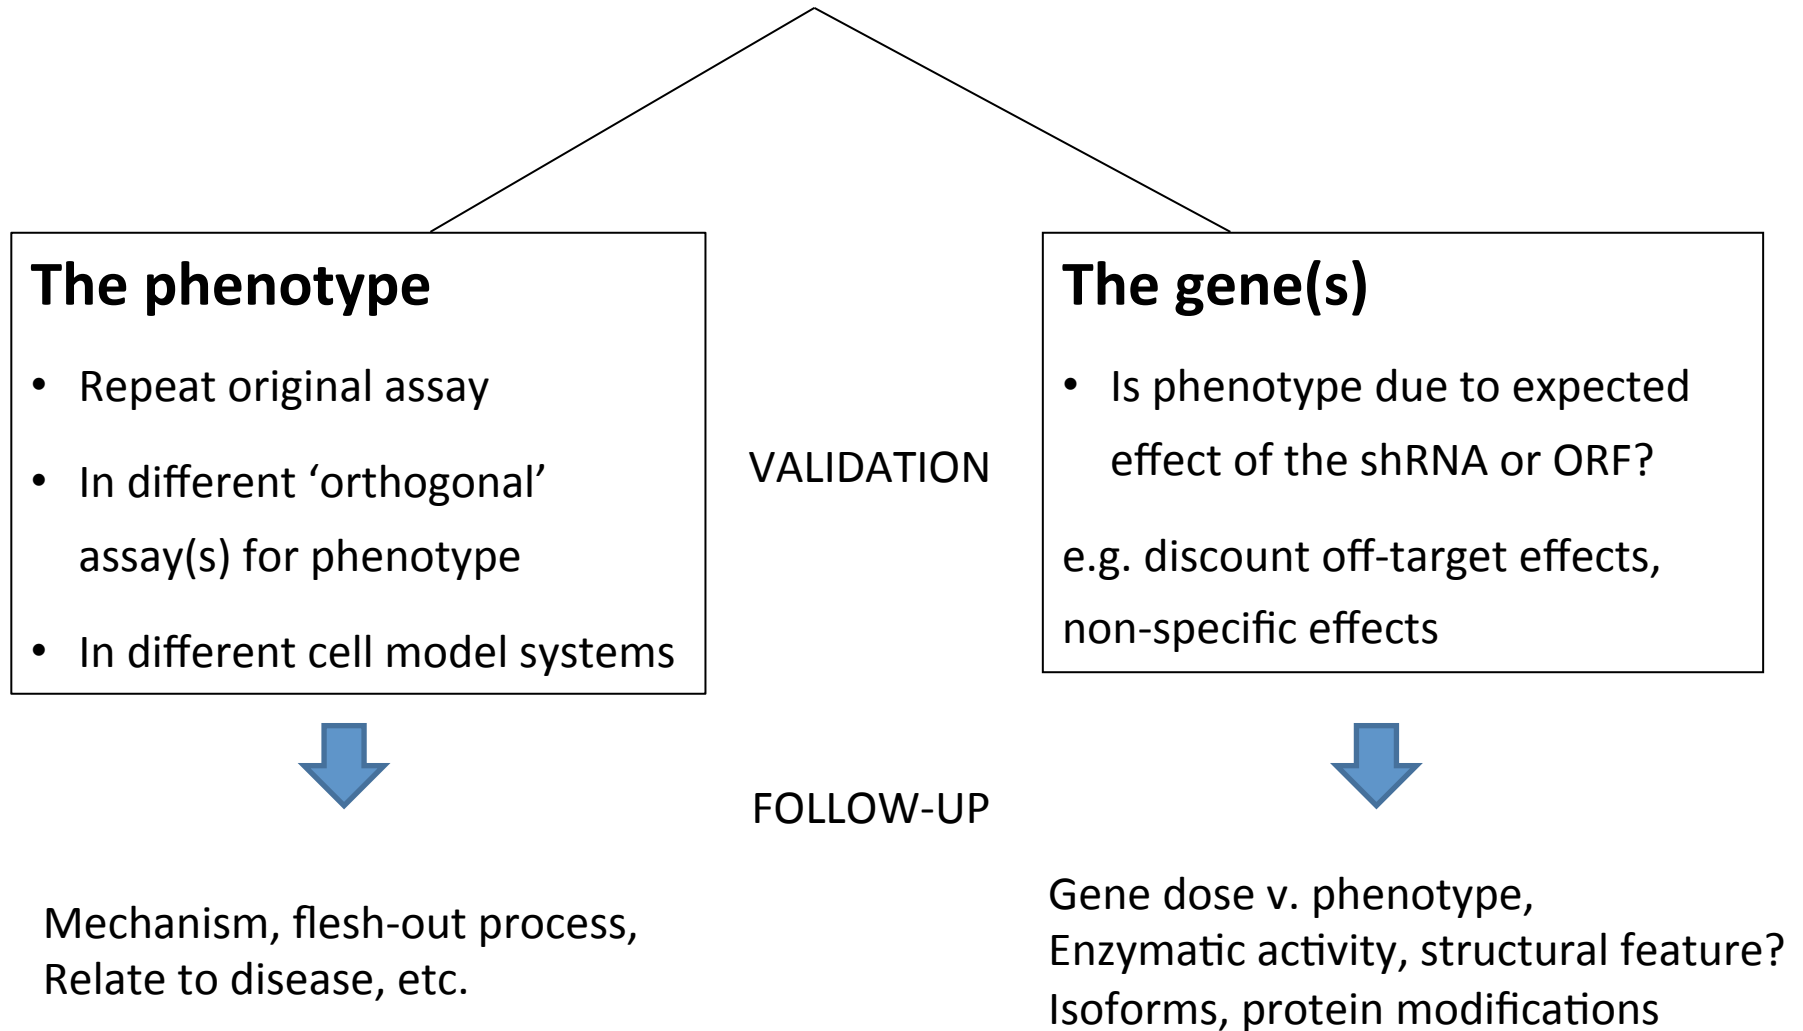 The phenotype
• Repeat original assay
• In different ‘orthogonal’
assay(s) for phenotype
• In different cell model systems
VALIDATION
The gene(s)
• Is phenotype due to expected
effect of the shRNA or ORF?
e.g. discount off-target effects,
non-specific effects
FOLLOW-UP
Mechanism, flesh-out process,
Relate to disease, etc.
Gene dose v. phenotype,
Enzymatic activity, structural feature?
Isoforms, protein modifications